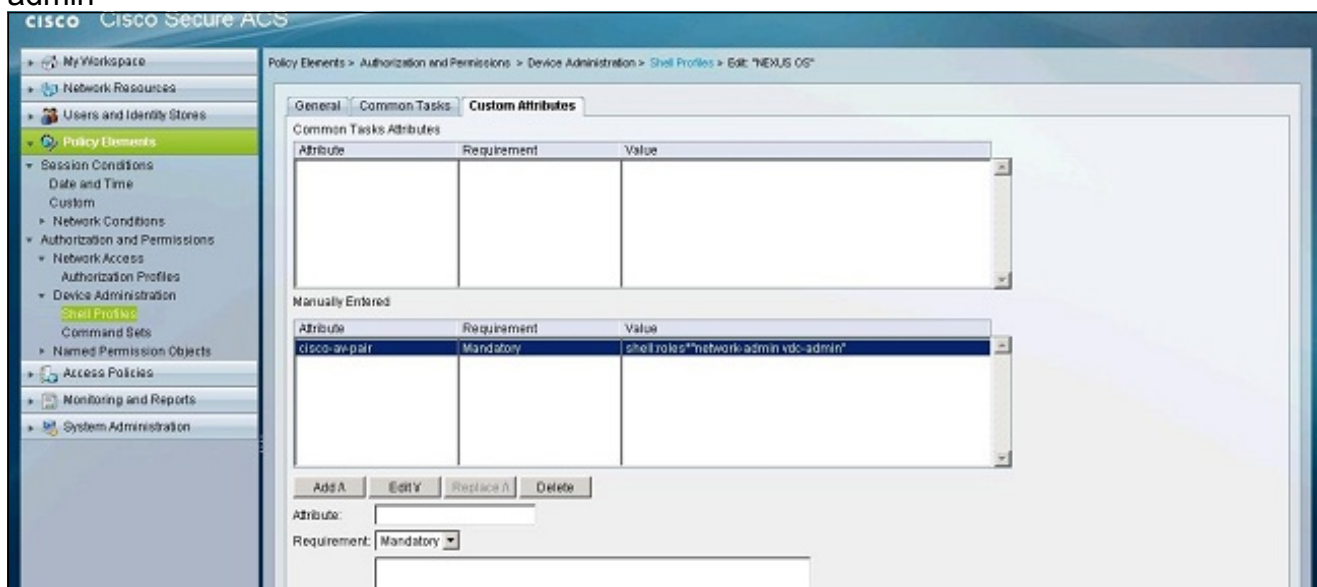 admin
CISCO Cisco Secure ACS
My Workspace
Network Resources
Users and Identity Stores
Policy Elements
Session Conditions
Date and Time
Custom
Network Conditions
Authorization and Permissions
Network Access
Authorization Profiles
Device Administration
Shell Profiles
Command Sets
Named Permission Objects
Access Policies
Monitoring and Reports
System Administration
Policy Elements > Authorization and Permissions > Device Administration > Shell Profiles > Edit: "NEXUS OS"
General Common Tasks Custom Attributes
Common Tasks Attributes
Attribute Requirement Value
Manually Entered
Attribute Requirement Value
cisco-av-pair Mandatory shell:roles*"network-admin vdc-admin"
Add Λ Edit V Replace Λ Delete
Attribute:
Requirement: Mandatory